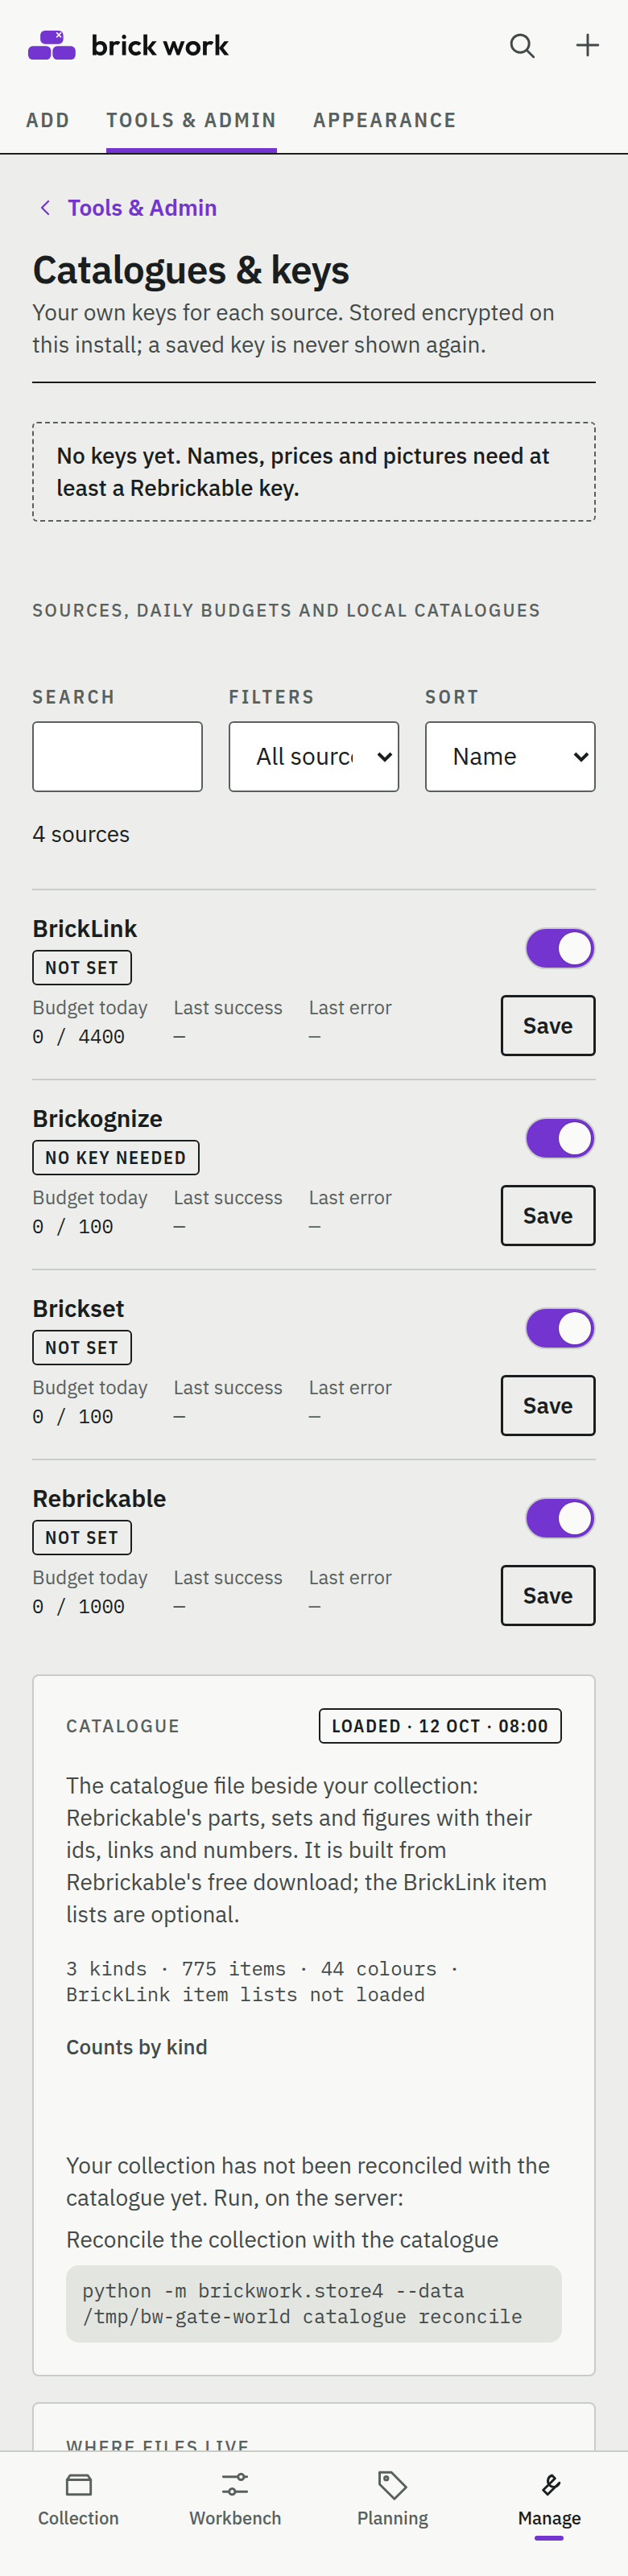 brick work
ADD TOOLS & ADMIN APPEARANCE
Tools & Admin
Catalogues & keys
Your own keys for each source. Stored encrypted on
this install; a saved key is never shown again.
No keys yet. Names, prices and pictures need at
least a Rebrickable key.
SOURCES, DAILY BUDGETS AND LOCAL CATALOGUES
SEARCH FILTERS SORT
All sourc Name
4 sources
BrickLink
NOT SET
Budget today Last success Last error
0 / 4400 — —
Save
Brickognize
NO KEY NEEDED
Budget today Last success Last error
0 / 100 — —
Save
Brickset
NOT SET
Budget today Last success Last error
0 / 100 — —
Save
Rebrickable
NOT SET
Budget today Last success Last error
0 / 1000 — —
Save
CATALOGUE LOADED · 12 OCT · 08:00
The catalogue file beside your collection:
Rebrickable's parts, sets and figures with their
ids, links and numbers. It is built from
Rebrickable's free download; the BrickLink item
lists are optional.
3 kinds · 775 items · 44 colours ·
BrickLink item lists not loaded
Counts by kind
Your collection has not been reconciled with the
catalogue yet. Run, on the server:
Reconcile the collection with the catalogue
python -m brickwork.store4 --data
/tmp/bw-gate-world catalogue reconcile
WHERE FILES LIVE
Collection Workbench Planning Manage